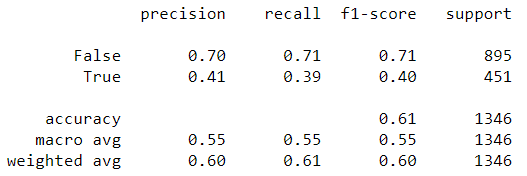 precision recall f1-score support
False 0.70 0.71 0.71 895
True 0.41 0.39 0.40 451
accuracy 0.61 1346
macro avg 0.55 0.55 0.55 1346
weighted avg 0.60 0.61 0.60 1346